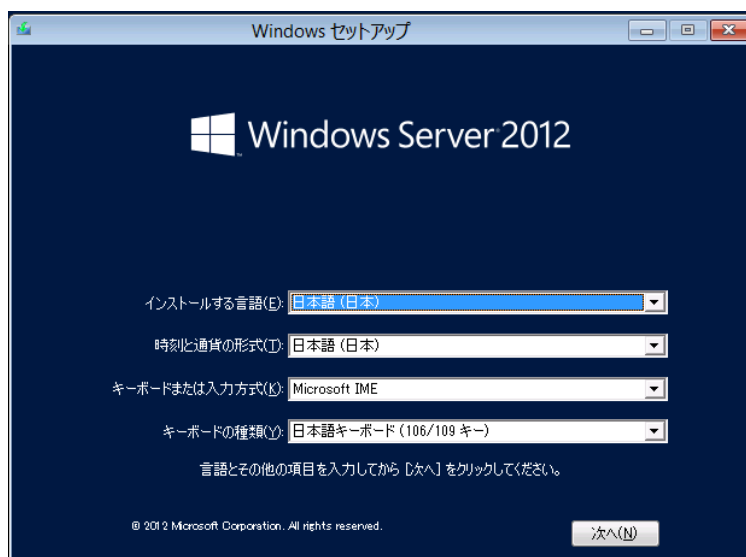 Windows セットアップ
Windows Server 2012
インストールする言語(E): 日本語 (日本)
時刻と通貨の形式(T): 日本語 (日本)
キーボードまたは入力方式(K): Microsoft IME
キーボードの種類(Y): 日本語キーボード (106/109 キー)
言語とその他の項目を入力してから [次へ] をクリックしてください。
© 2012 Microsoft Corporation. All rights reserved.
次へ(N)